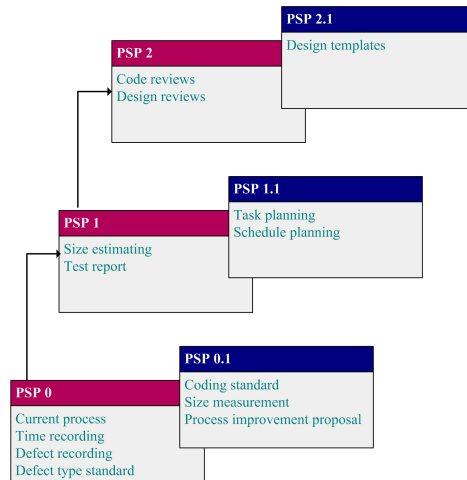 PSP 2.1
Design templates
PSP 2
Code reviews
Design reviews
PSP 1.1
Task planning
Schedule planning
PSP 1
Size estimating
Test report
PSP 0.1
Coding standard
Size measurement
Process improvement proposal
PSP 0
Current process
Time recording
Defect recording
Defect type standard